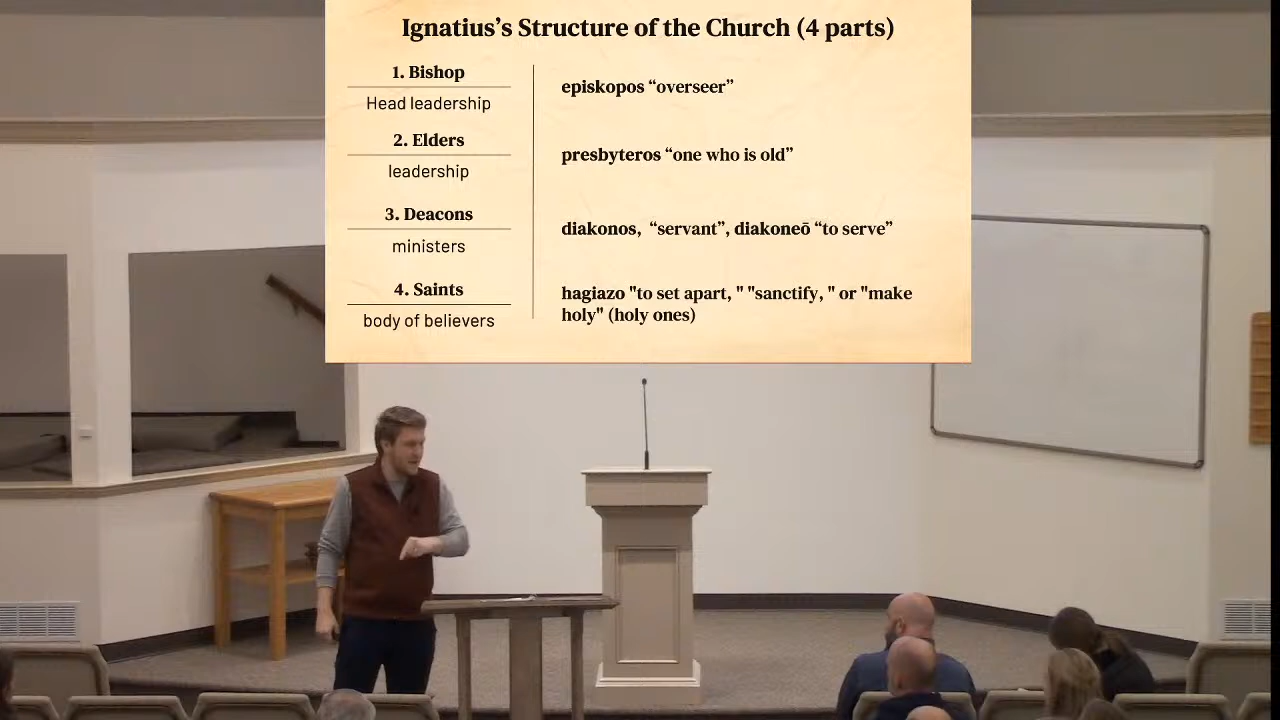 Ignatius’s Structure of the Church (4 parts)
1. Bishop
Head leadership
episkopos “overseer”
2. Elders
leadership
presbyteros “one who is old”
3. Deacons
ministers
diakonos, “servant”, diakoneō “to serve”
4. Saints
body of believers
hagiazo "to set apart, " "sanctify, " or "make
holy" (holy ones)